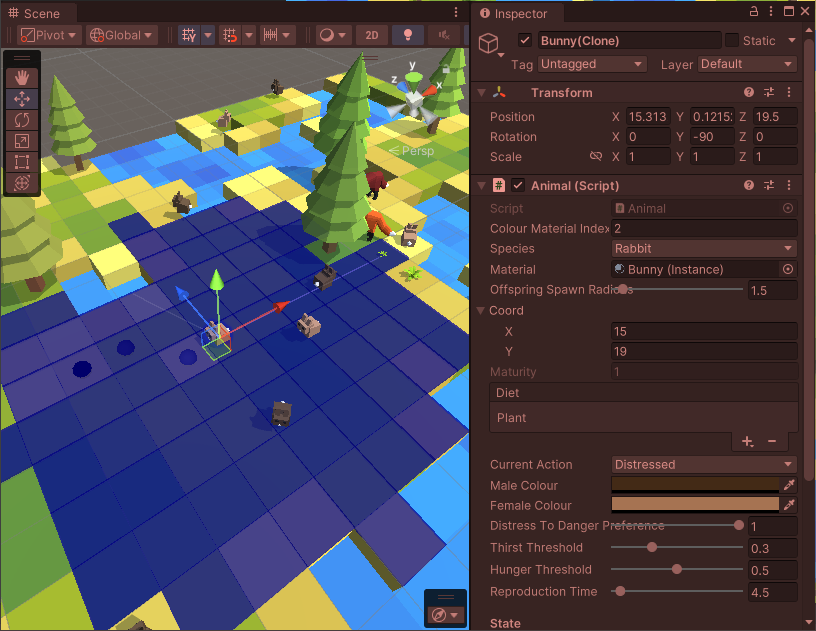 Scene
Pivot
Global
2D
y
z
x
Persp
Inspector
Bunny(Clone)
Static
Tag
Untagged
Layer
Default
Transform
Position
X 15.313 Y 0.1215 Z 19.5
Rotation
X 0 Y -90 Z 0
Scale
X 1 Y 1 Z 1
# Animal (Script)
Script
Animal
Colour Material Index 2
Species
Rabbit
Material
Bunny (Instance)
Offspring Spawn Radius
1.5
Coord
X
15
Y
19
Maturity
1
Diet
Plant
+ −
Current Action
Distressed
Male Colour
Female Colour
Distress To Danger Preference
1
Thirst Threshold
0.3
Hunger Threshold
0.5
Reproduction Time
4.5
State